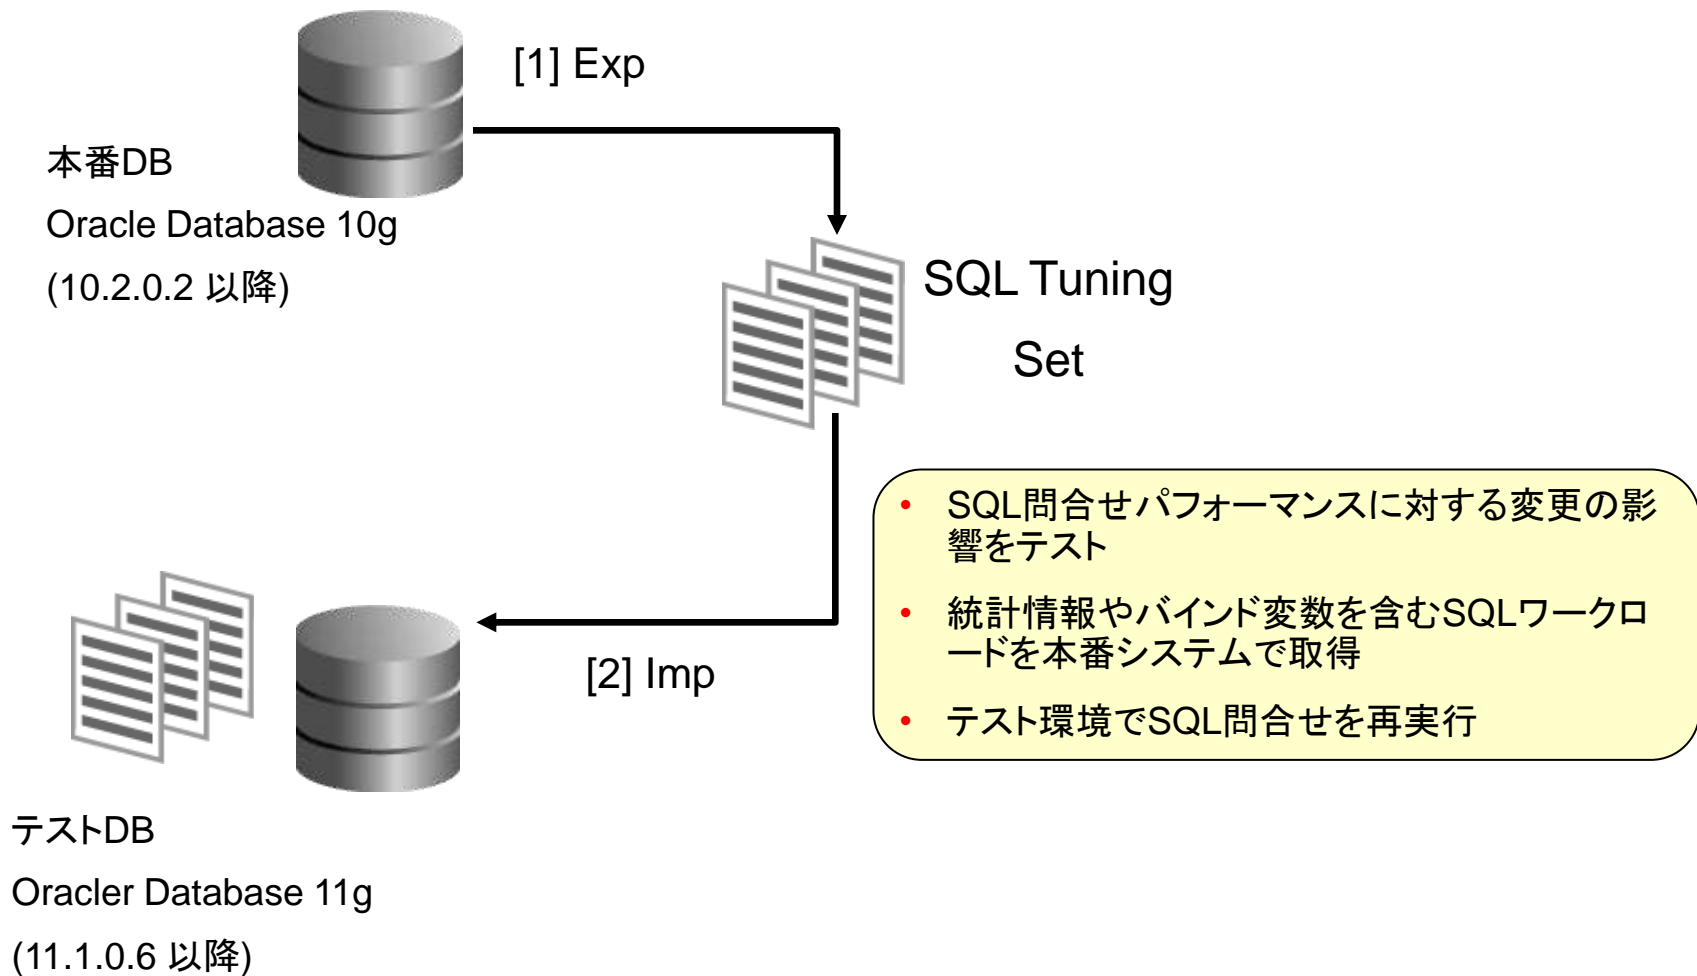 [1] Exp
本番DB
Oracle Database 10g
(10.2.0.2 以降)
SQL Tuning
Set
• SQL問合せパフォーマンスに対する変更の影
響をテスト
• 統計情報やバインド変数を含むSQLワークロ
ードを本番システムで取得
• テスト環境でSQL問合せを再実行
[2] Imp
テストDB
Oracler Database 11g
(11.1.0.6 以降)